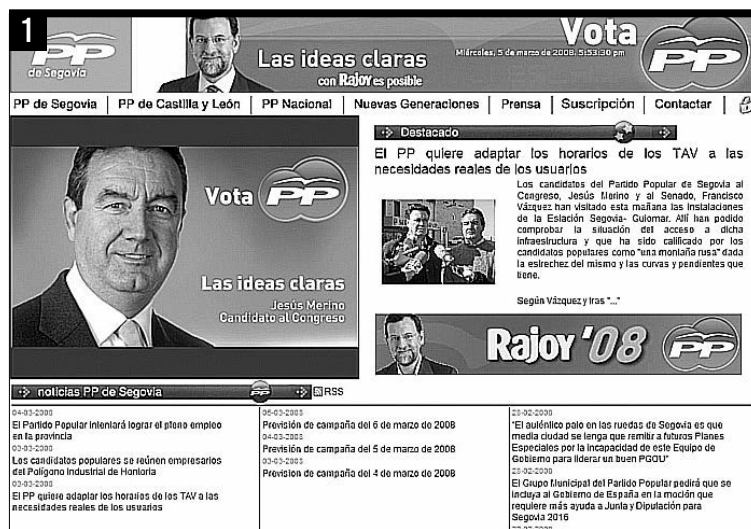 1
PP
de Segovia
Las ideas claras
con Rajoy es posible
Vota
Miércoles, 5 de marzo de 2008. 5:53:30 pm
PP
PP de Segovia | PP de Castilla y León | PP Nacional | Nuevas Generaciones | Prensa | Suscripción | Contactar
Vota PP
Las ideas claras
Jesús Merino
Candidato al Congreso
Destacado
El PP quiere adaptar los horarios de los TAV a las
necesidades reales de los usuarios
Los candidatos del Partido Popular de Segovia al
Congreso, Jesús Merino y al Senado, Francisco
Vázquez han visitado esta mañana las instalaciones
de la Estación Segovia- Guiomar. Allí han podido
comprobar la situación del acceso a dicha
infraestructura y que ha sido calificado por los
candidatos populares como "una montaña rusa" dada
la estrechez del mismo y las curvas y pendientes que
tiene.
Según Vázquez y tras "..."
Rajoy '08 PP
noticias PP de Segovia PP RSS
04-03-2008
El Partido Popular intentará lograr el pleno empleo
en la provincia
03-03-2008
Los candidatos populares se reúnen empresarios
del Polígono Industrial de Hontoria
03-03-2008
El PP quiere adaptar los horarios de los TAV a las
necesidades reales de los usuarios
05-03-2008
Previsión de campaña del 6 de marzo de 2008
04-03-2008
Previsión de campaña del 5 de marzo de 2008
03-03-2008
Prevision de campaña del 4 de marzo de 2008
28-02-2008
"El auténtico palo en las ruedas de Segovia es que
media ciudad se tenga que remitir a futuros Planes
Especiales por la incapacidad de este Equipo de
Gobierno para liderar un buen PGOU"
28-02-2008
El Grupo Municipal del Partido Popular pedirá que se
incluya al Gobierno de España en la moción que
requiere más ayuda a Junta y Diputación para
Segovia 2016